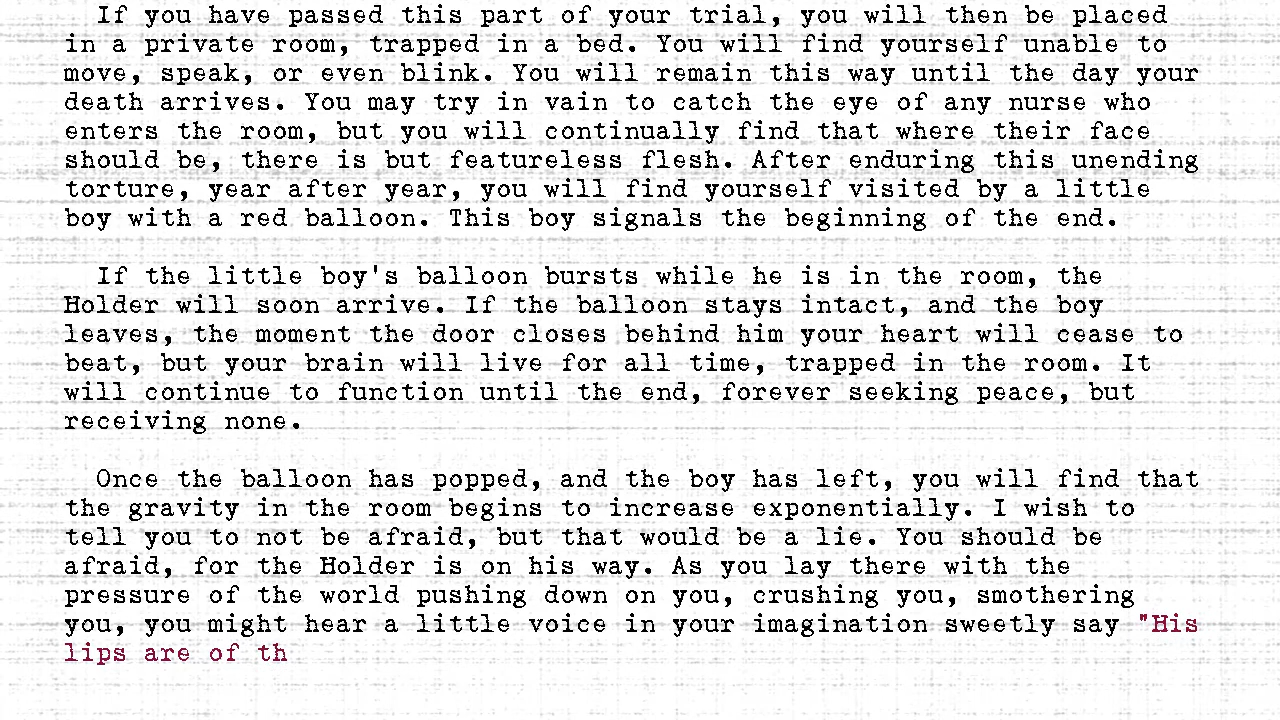 If you have passed this part of your trial, you will then be placed
in a private room, trapped in a bed. You will find yourself unable to
move, speak, or even blink. You will remain this way until the day your
death arrives. You may try in vain to catch the eye of any nurse who
enters the room, but you will continually find that where their face
should be, there is but featureless flesh. After enduring this unending
torture, year after year, you will find yourself visited by a little
boy with a red balloon. This boy signals the beginning of the end.
If the little boy's balloon bursts while he is in the room, the
Holder will soon arrive. If the balloon stays intact, and the boy
leaves, the moment the door closes behind him your heart will cease to
beat, but your brain will live for all time, trapped in the room. It
will continue to function until the end, forever seeking peace, but
receiving none.
Once the balloon has popped, and the boy has left, you will find that
the gravity in the room begins to increase exponentially. I wish to
tell you to not be afraid, but that would be a lie. You should be
afraid, for the Holder is on his way. As you lay there with the
pressure of the world pushing down on you, crushing you, smothering
you, you might hear a little voice in your imagination sweetly say "His
lips are of th